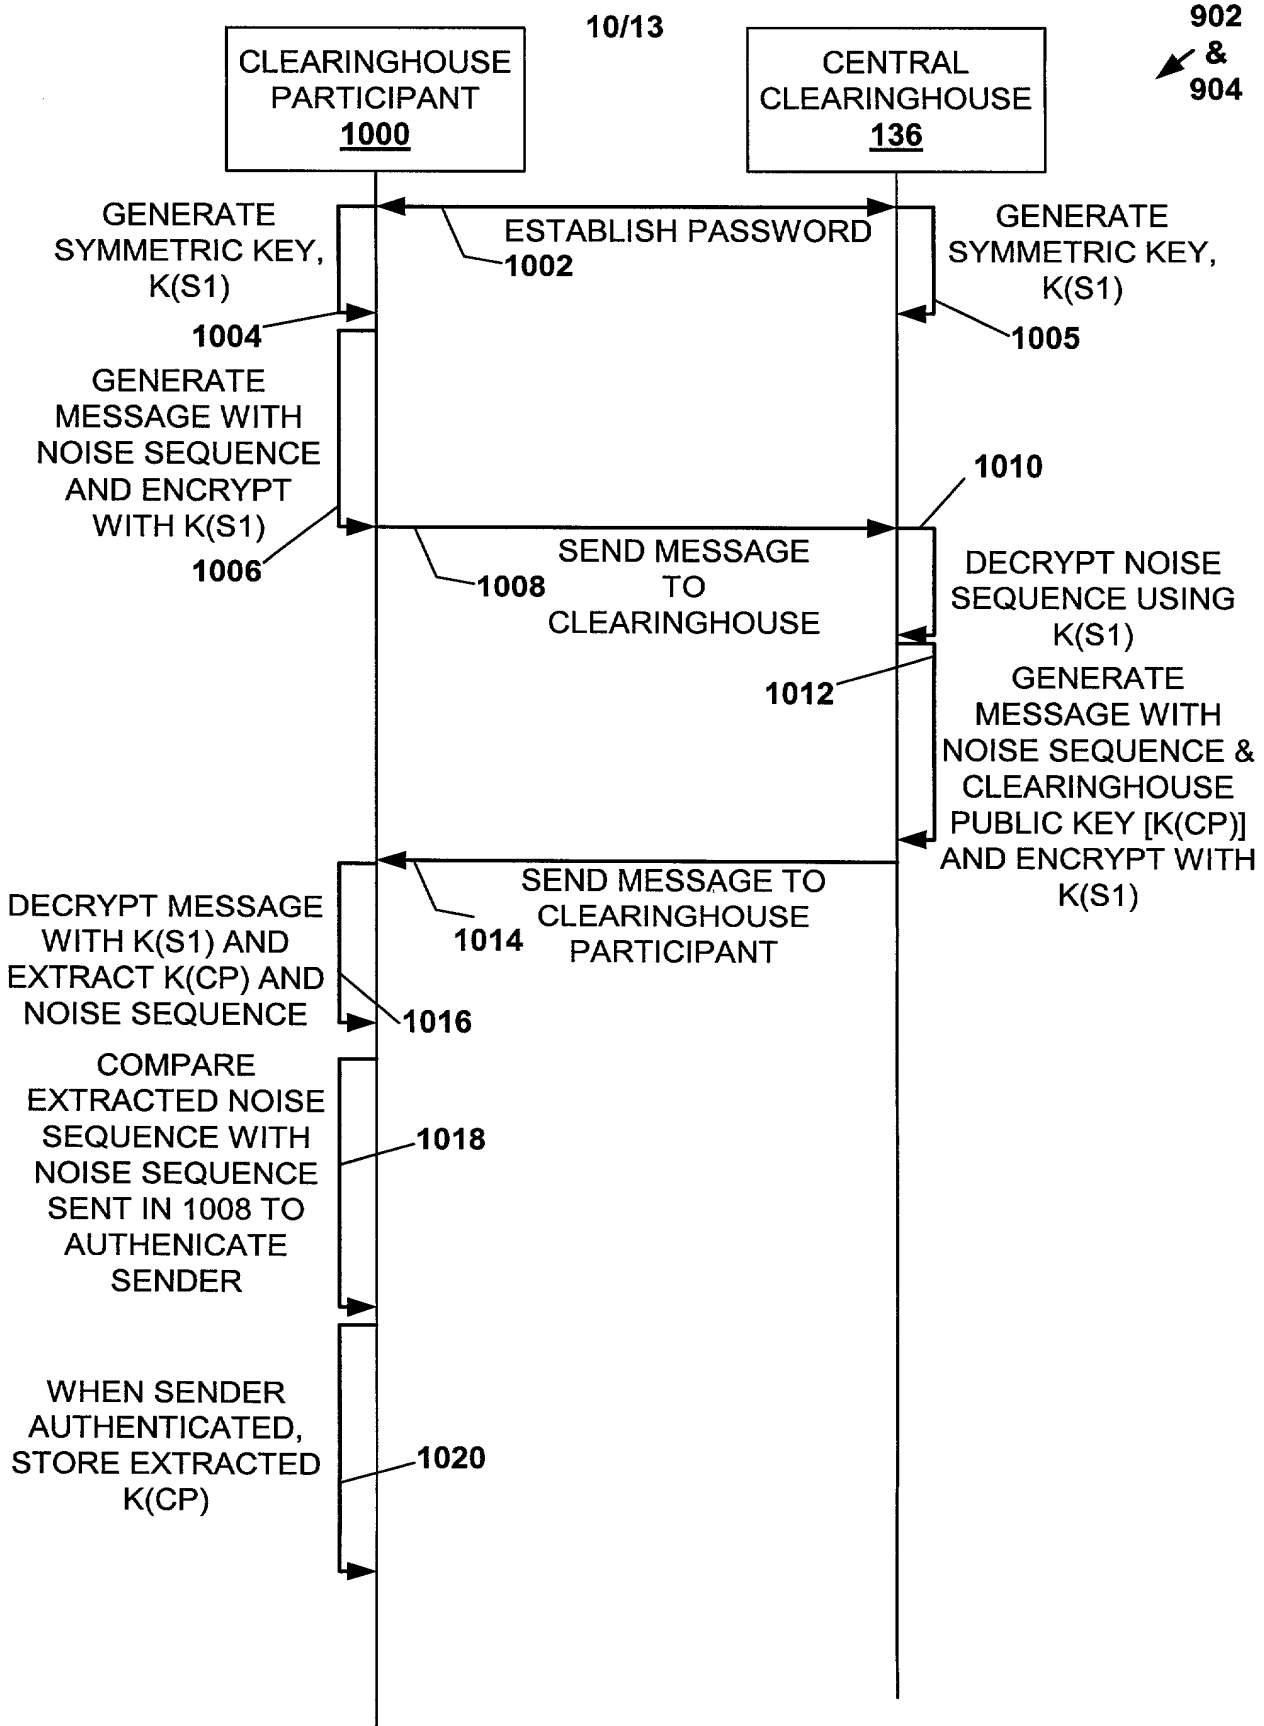 10/13
902
&
904
CLEARINGHOUSE
PARTICIPANT
1000
CENTRAL
CLEARINGHOUSE
136
GENERATE
SYMMETRIC KEY,
K(S1)
1004
ESTABLISH PASSWORD
1002
GENERATE
SYMMETRIC KEY,
K(S1)
1005
GENERATE
MESSAGE WITH
NOISE SEQUENCE
AND ENCRYPT
WITH K(S1)
1006
1008
SEND MESSAGE
TO
CLEARINGHOUSE
1010
DECRYPT NOISE
SEQUENCE USING
K(S1)
1012
GENERATE
MESSAGE WITH
NOISE SEQUENCE &
CLEARINGHOUSE
PUBLIC KEY [K(CP)]
AND ENCRYPT WITH
K(S1)
SEND MESSAGE TO
CLEARINGHOUSE
PARTICIPANT
1014
DECRYPT MESSAGE
WITH K(S1) AND
EXTRACT K(CP) AND
NOISE SEQUENCE
1016
COMPARE
EXTRACTED NOISE
SEQUENCE WITH
NOISE SEQUENCE
SENT IN 1008 TO
AUTHENICATE
SENDER
1018
WHEN SENDER
AUTHENTICATED,
STORE EXTRACTED
K(CP)
1020